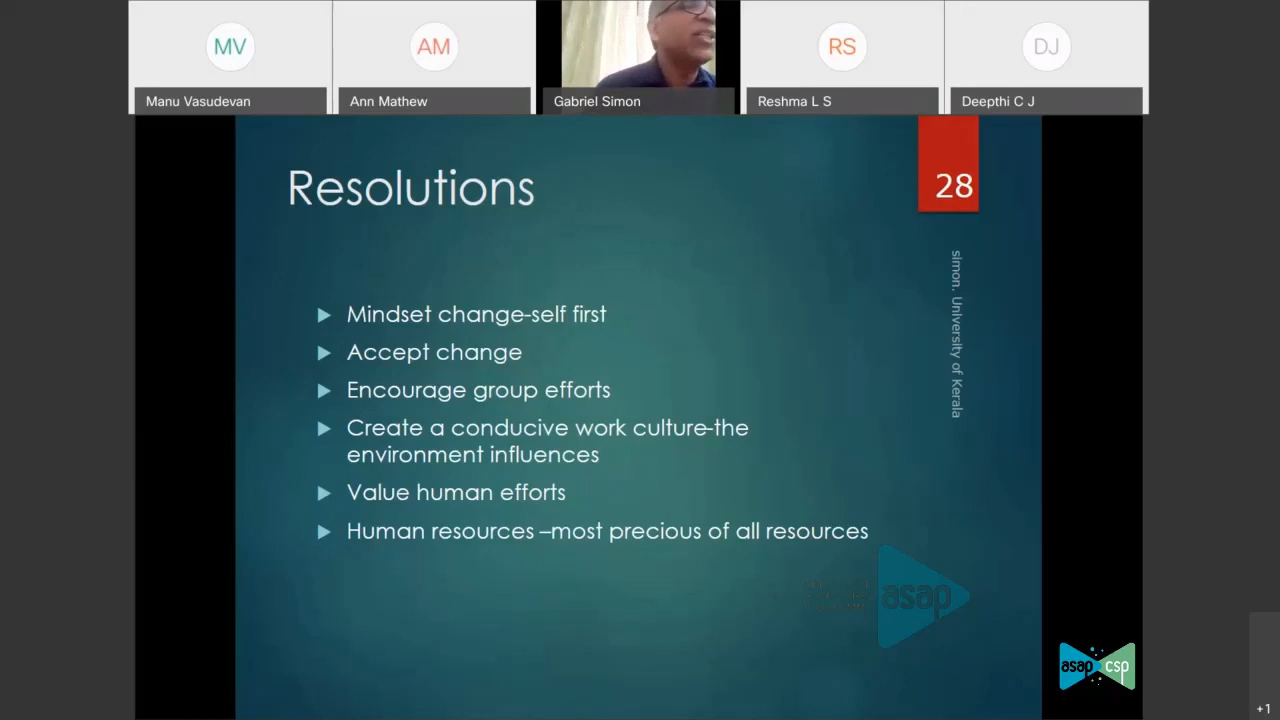 MV
AM
RS
DJ
Manu Vasudevan
Ann Mathew
Gabriel Simon
Reshma L S
Deepthi C J
Resolutions
28
simon. University of Kerala
Mindset change-self first
Accept change
Encourage group efforts
Create a conducive work culture-the
environment influences
Value human efforts
Human resources –most precious of all resources
asap
asap csp
+1